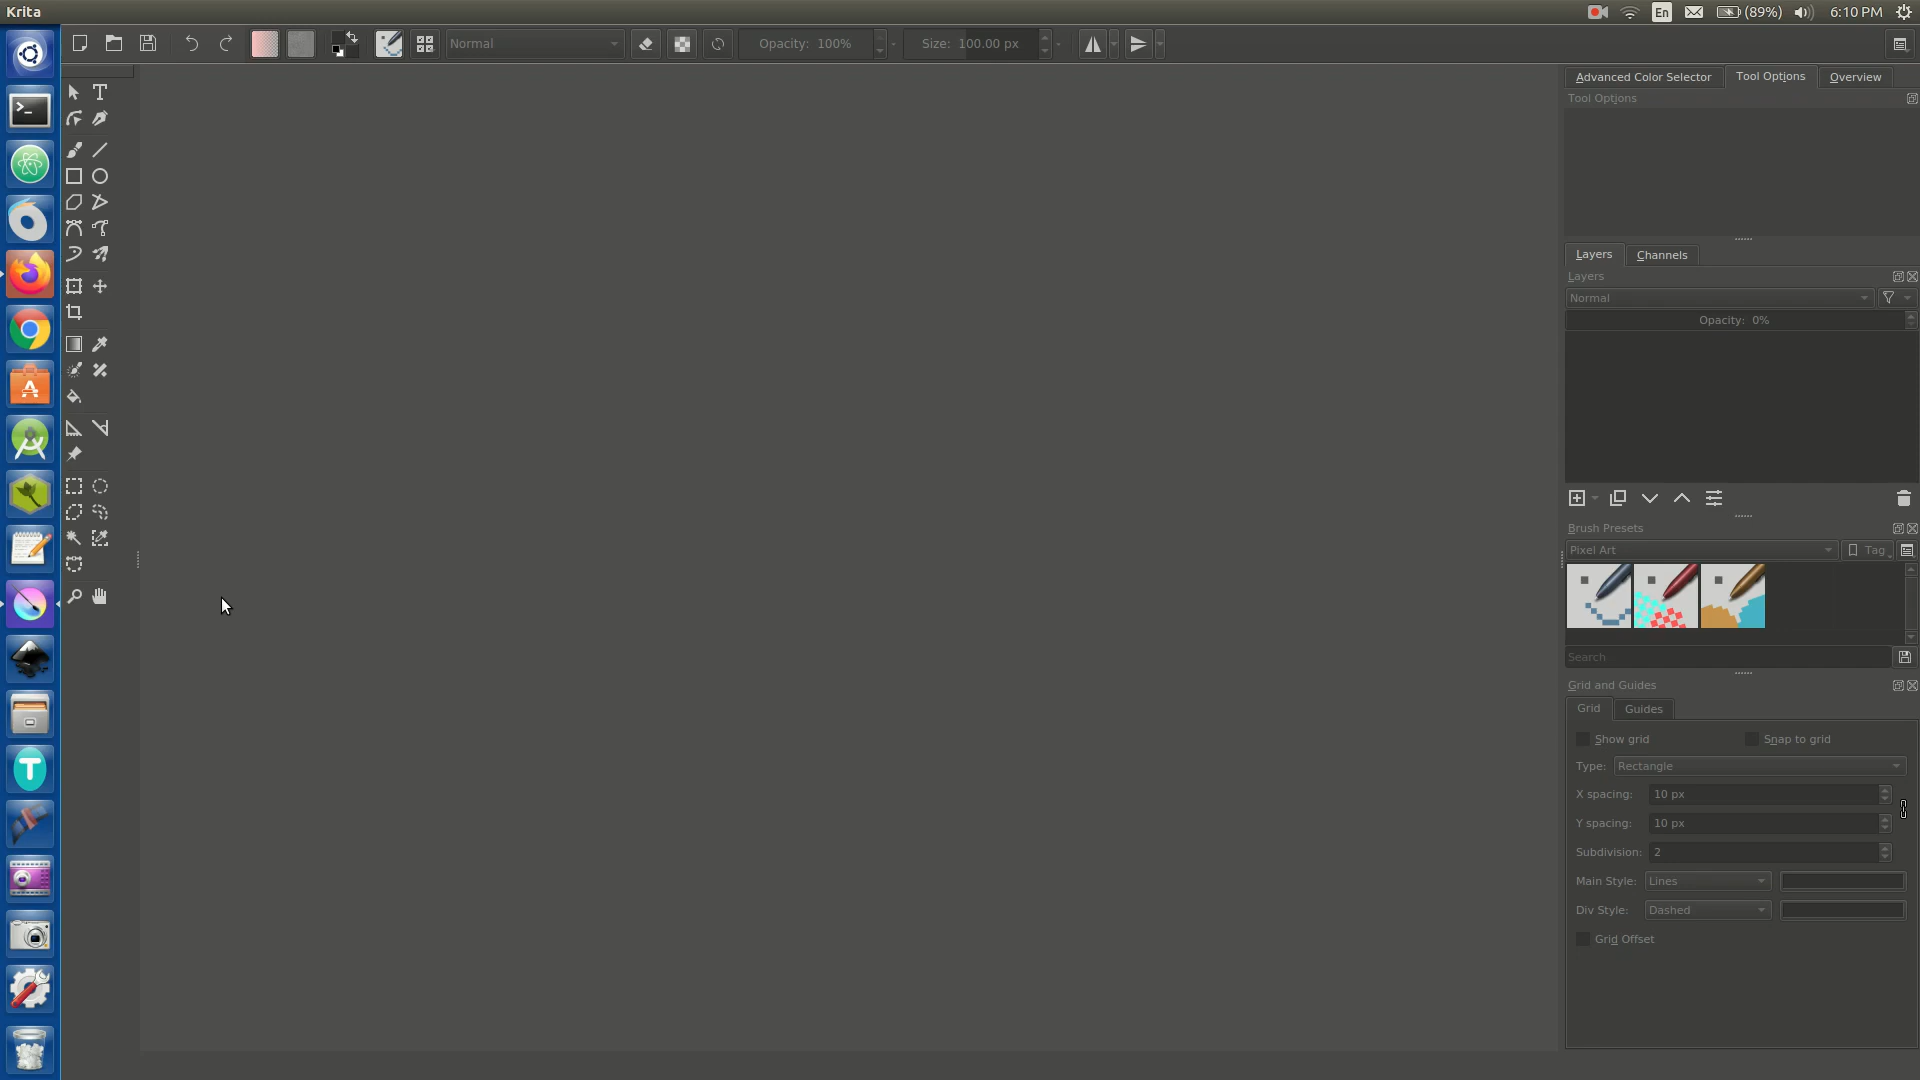 Krita
En
(89%)
6:10 PM
Normal
Opacity: 100%
Size: 100.00 px
Advanced Color Selector
Tool Options
Overview
Tool Options
Layers
Channels
Layers
Normal
Opacity: 0%
Brush Presets
Pixel Art
Tag
Search
Grid and Guides
Grid
Guides
Show grid
Snap to grid
Type: Rectangle
X spacing: 10 px
Y spacing: 10 px
Subdivision: 2
Main Style: Lines
Div Style: Dashed
Grid Offset